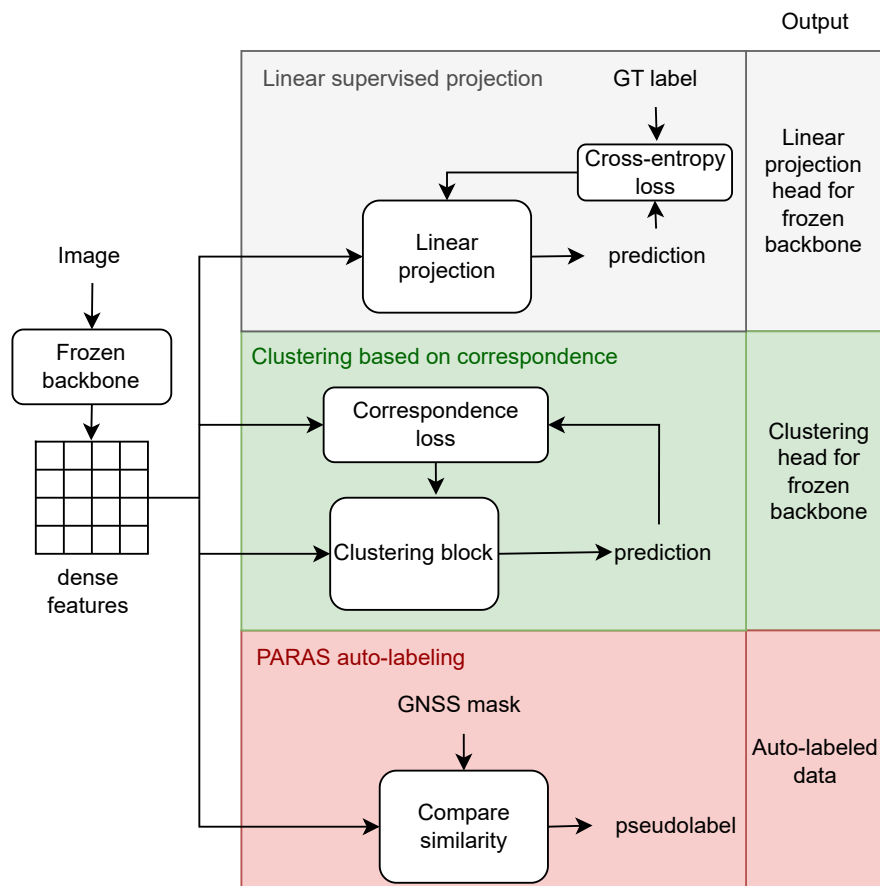 Output
Linear supervised projection
GT label
Cross-entropy
loss
Linear
projection
prediction
Linear
projection
head for
frozen
backbone
Image
Frozen
backbone
dense
features
Clustering based on correspondence
Correspondence
loss
Clustering block
prediction
Clustering
head for
frozen
backbone
PARAS auto-labeling
GNSS mask
Compare
similarity
pseudolabel
Auto-labeled
data